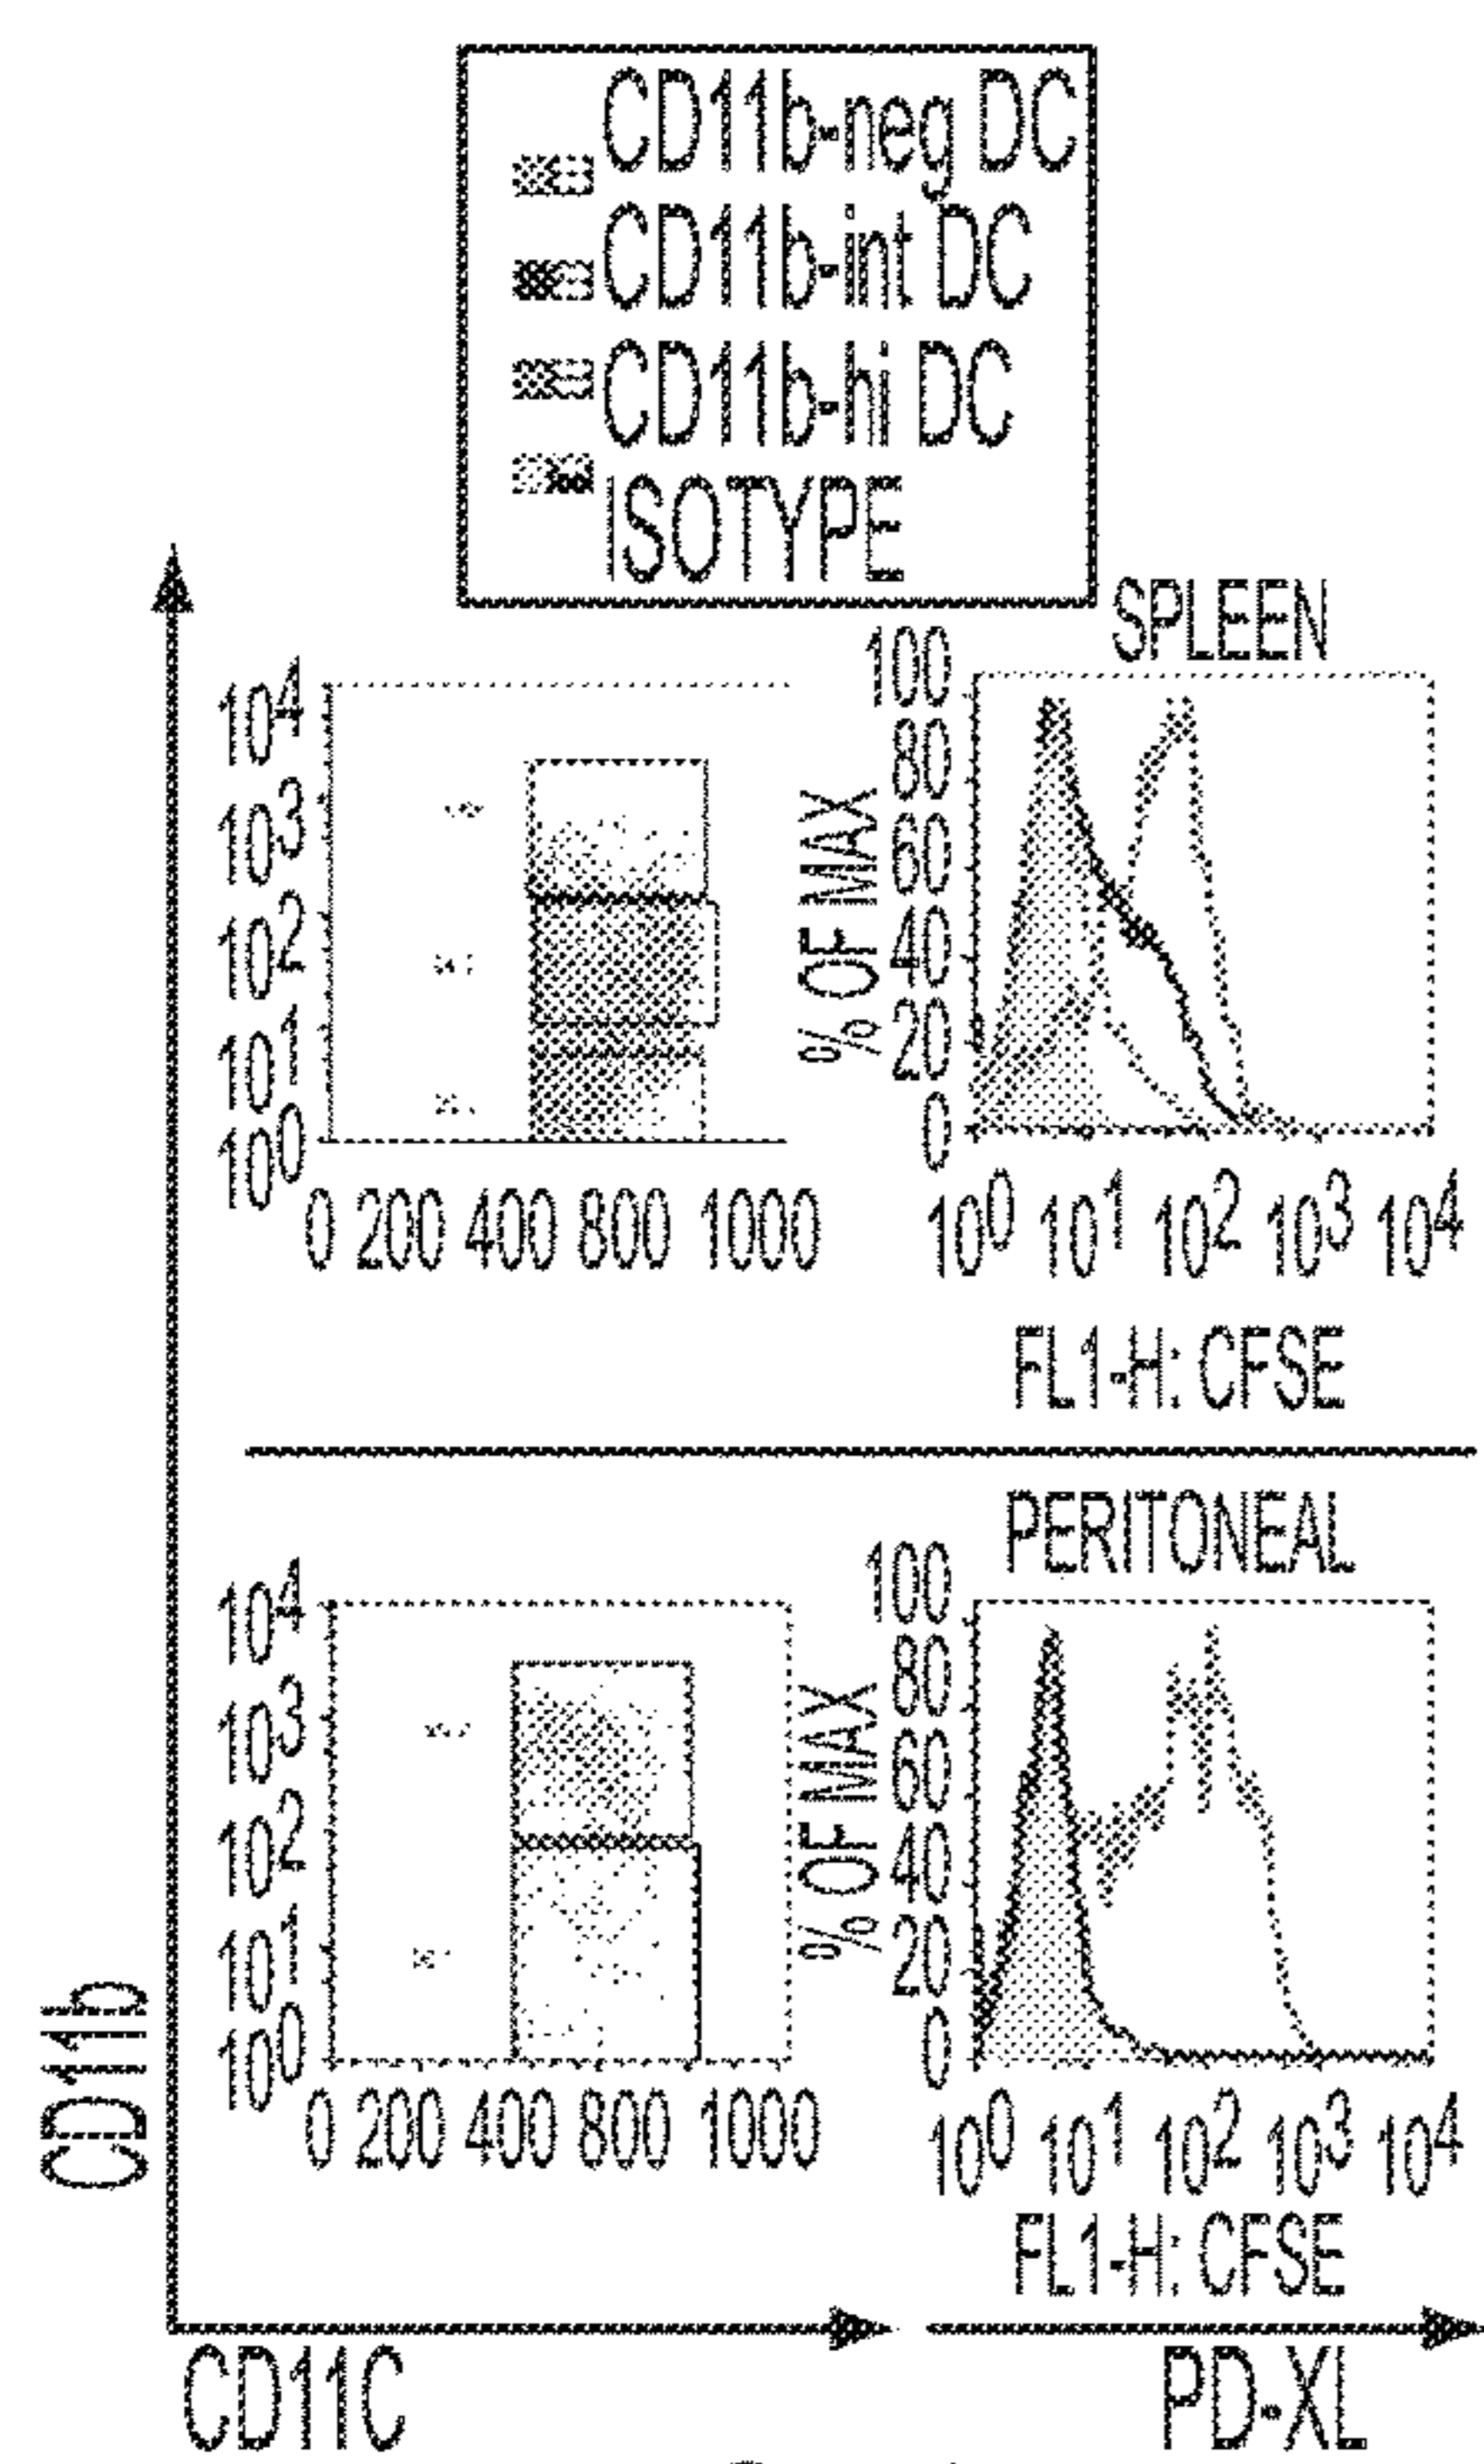 CD11b-neg DC
CD11b-int DC
CD11b-hi DC
ISOTYPE
SPLEEN
10^4
10^3
10^2
10^1
10^0
0 200 400 800 1000
% OF MAX
100
80
60
40
20
0
10^0 10^1 10^2 10^3 10^4
FL1-H: CFSE
PERITONEAL
10^4
10^3
10^2
10^1
10^0
0 200 400 800 1000
% OF MAX
100
80
60
40
20
0
10^0 10^1 10^2 10^3 10^4
FL1-H: CFSE
CD11b
CD11C
PD-XL